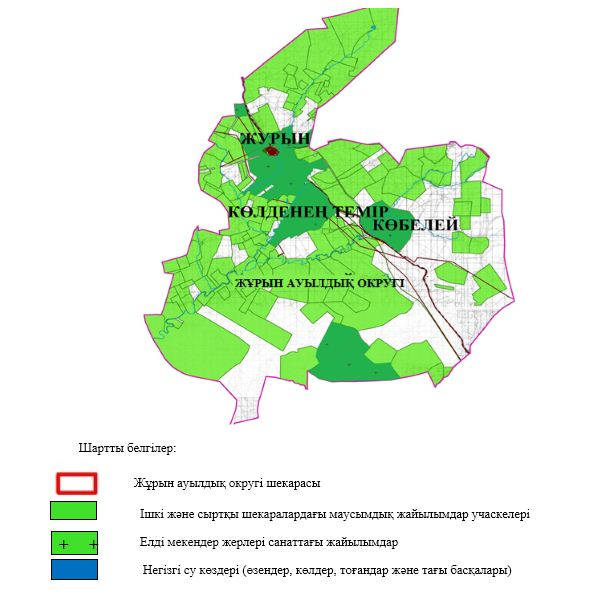 ЖУРЫН
КӨЛДЕНЕҢ ТЕМІР
КӨБЕЛЕЙ
ЖҰРЫН АУЫЛДЫҚ ОКРУГІ
Шартты белгілер:
Жұрын ауылдық округі шекарасы
Ішкі және сыртқы шекаралардағы маусымдық жайылымдар учаскелері
Елді мекендер жерлері санаттағы жайылымдар
Негізгі су көздері (өзендер, көлдер, тоғандар және тағы басқалары)